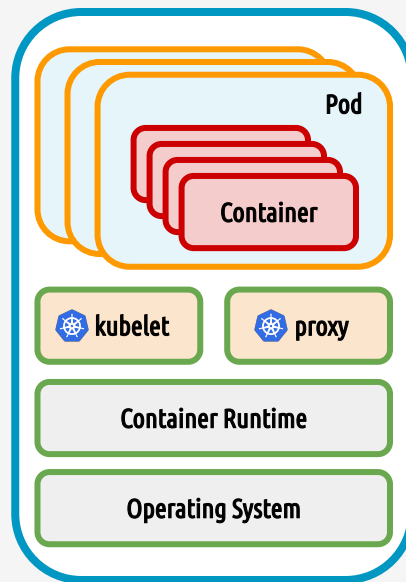 Pod
Container
kubelet
proxy
Container Runtime
Operating System